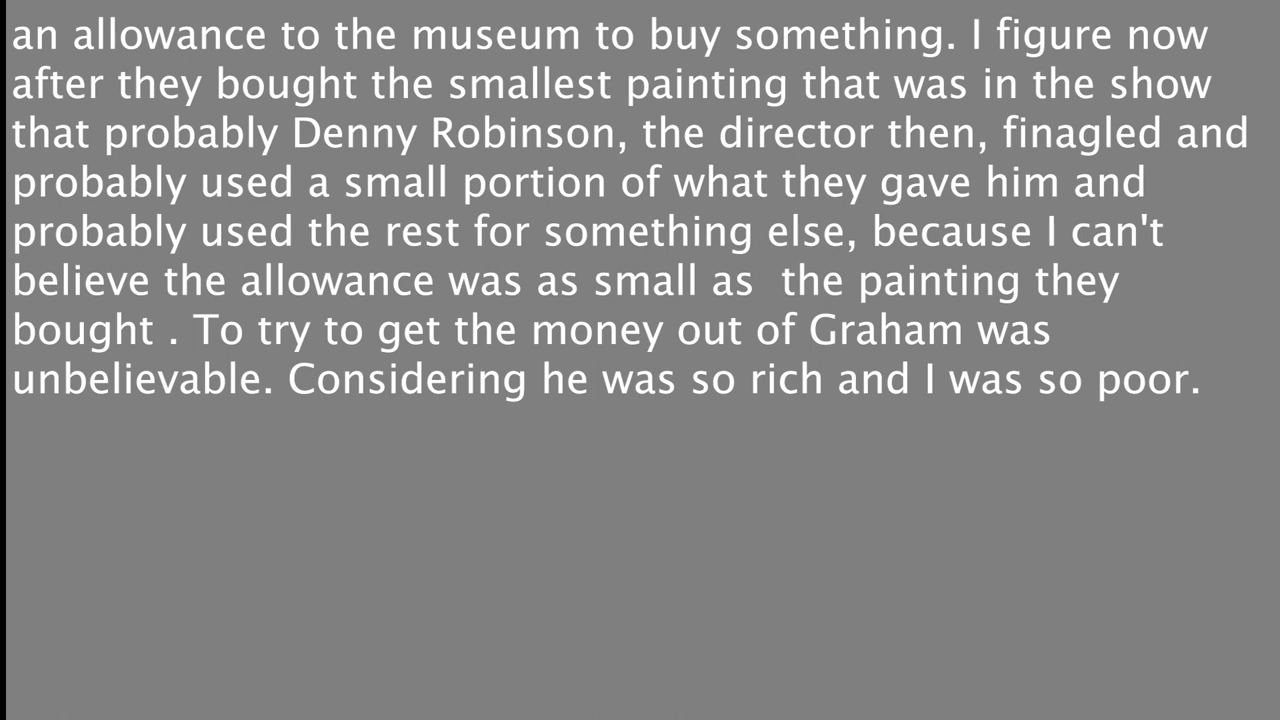 an allowance to the museum to buy something. I figure now
after they bought the smallest painting that was in the show
that probably Denny Robinson, the director then, finagled and
probably used a small portion of what they gave him and
probably used the rest for something else, because I can't
believe the allowance was as small as  the painting they
bought . To try to get the money out of Graham was
unbelievable. Considering he was so rich and I was so poor.